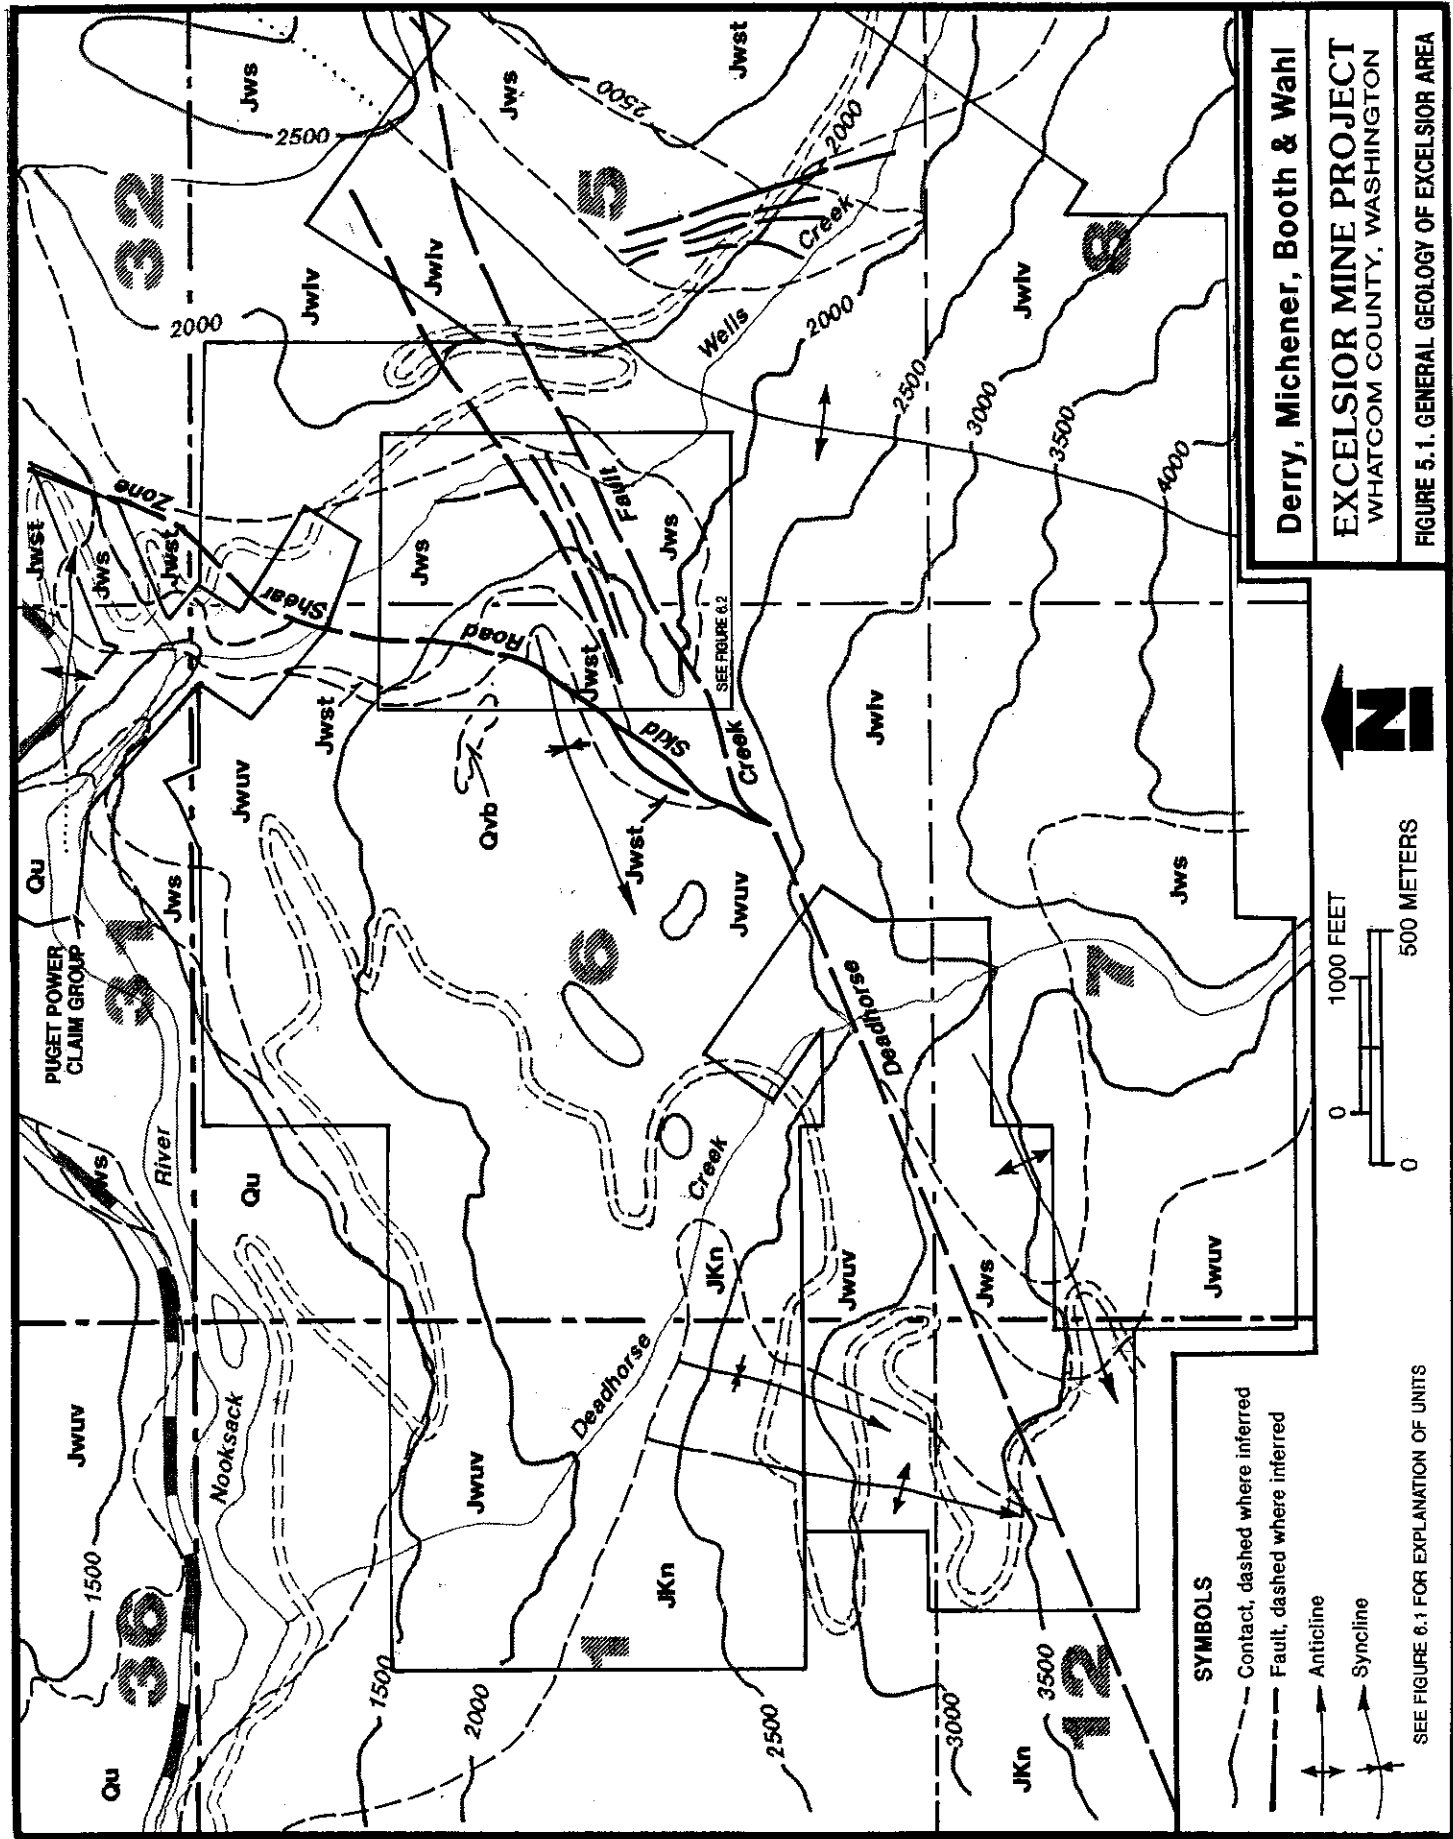 36
Qu
1500
Jwuv
Nooksack
River
Jws
PUGET POWER
CLAIM GROUP
31
Qu
Jws
Jwst
Jws
Jwst
Zone
Shear
32
2000
2500
Jws
Qu
Jwuv
Jwst
Road
Jws
Jwlv
Jwlv
Jws
2500
Jwst
1500
2000
Jwuv
Deadhorse
Creek
Qvb
Jwst
Jwst
Skid
Fault
Jws
SEE FIGURE 6.2
5
Wells
Creek
2000
2000
1
JKn
JKn
6
Jwuv
Creek
2500
Jwuv
Deadhorse
Jwlv
2500
Jwlv
8
3000
3500
4000
3000
3500
JKn
12
Jws
7
Jws
Jwuv
SYMBOLS
Contact, dashed where inferred
Fault, dashed where inferred
Anticline
Syncline
SEE FIGURE 6.1 FOR EXPLANATION OF UNITS
0 1000 FEET
0 500 METERS
N
Derry, Michener, Booth & Wahl
EXCELSIOR MINE PROJECT
WHATCOM COUNTY, WASHINGTON
FIGURE 5.1. GENERAL GEOLOGY OF EXCELSIOR AREA